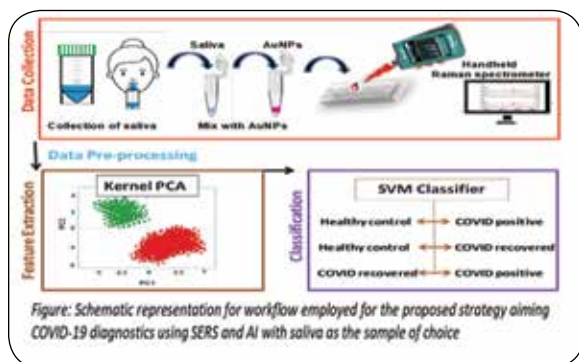 Data Collection
Saliva
AuNPs
Handheld
Raman spectrometer
Collection of saliva
Mix with AuNPs
Data Pre-processing
Feature Extraction
Kernel PCA
PC2
PC1
Classification
SVM Classifier
Healthy control
COVID positive
Healthy control
COVID recovered
COVID recovered
COVID positive
Figure: Schematic representation for workflow employed for the proposed strategy aiming
COVID-19 diagnostics using SERS and AI with saliva as the sample of choice